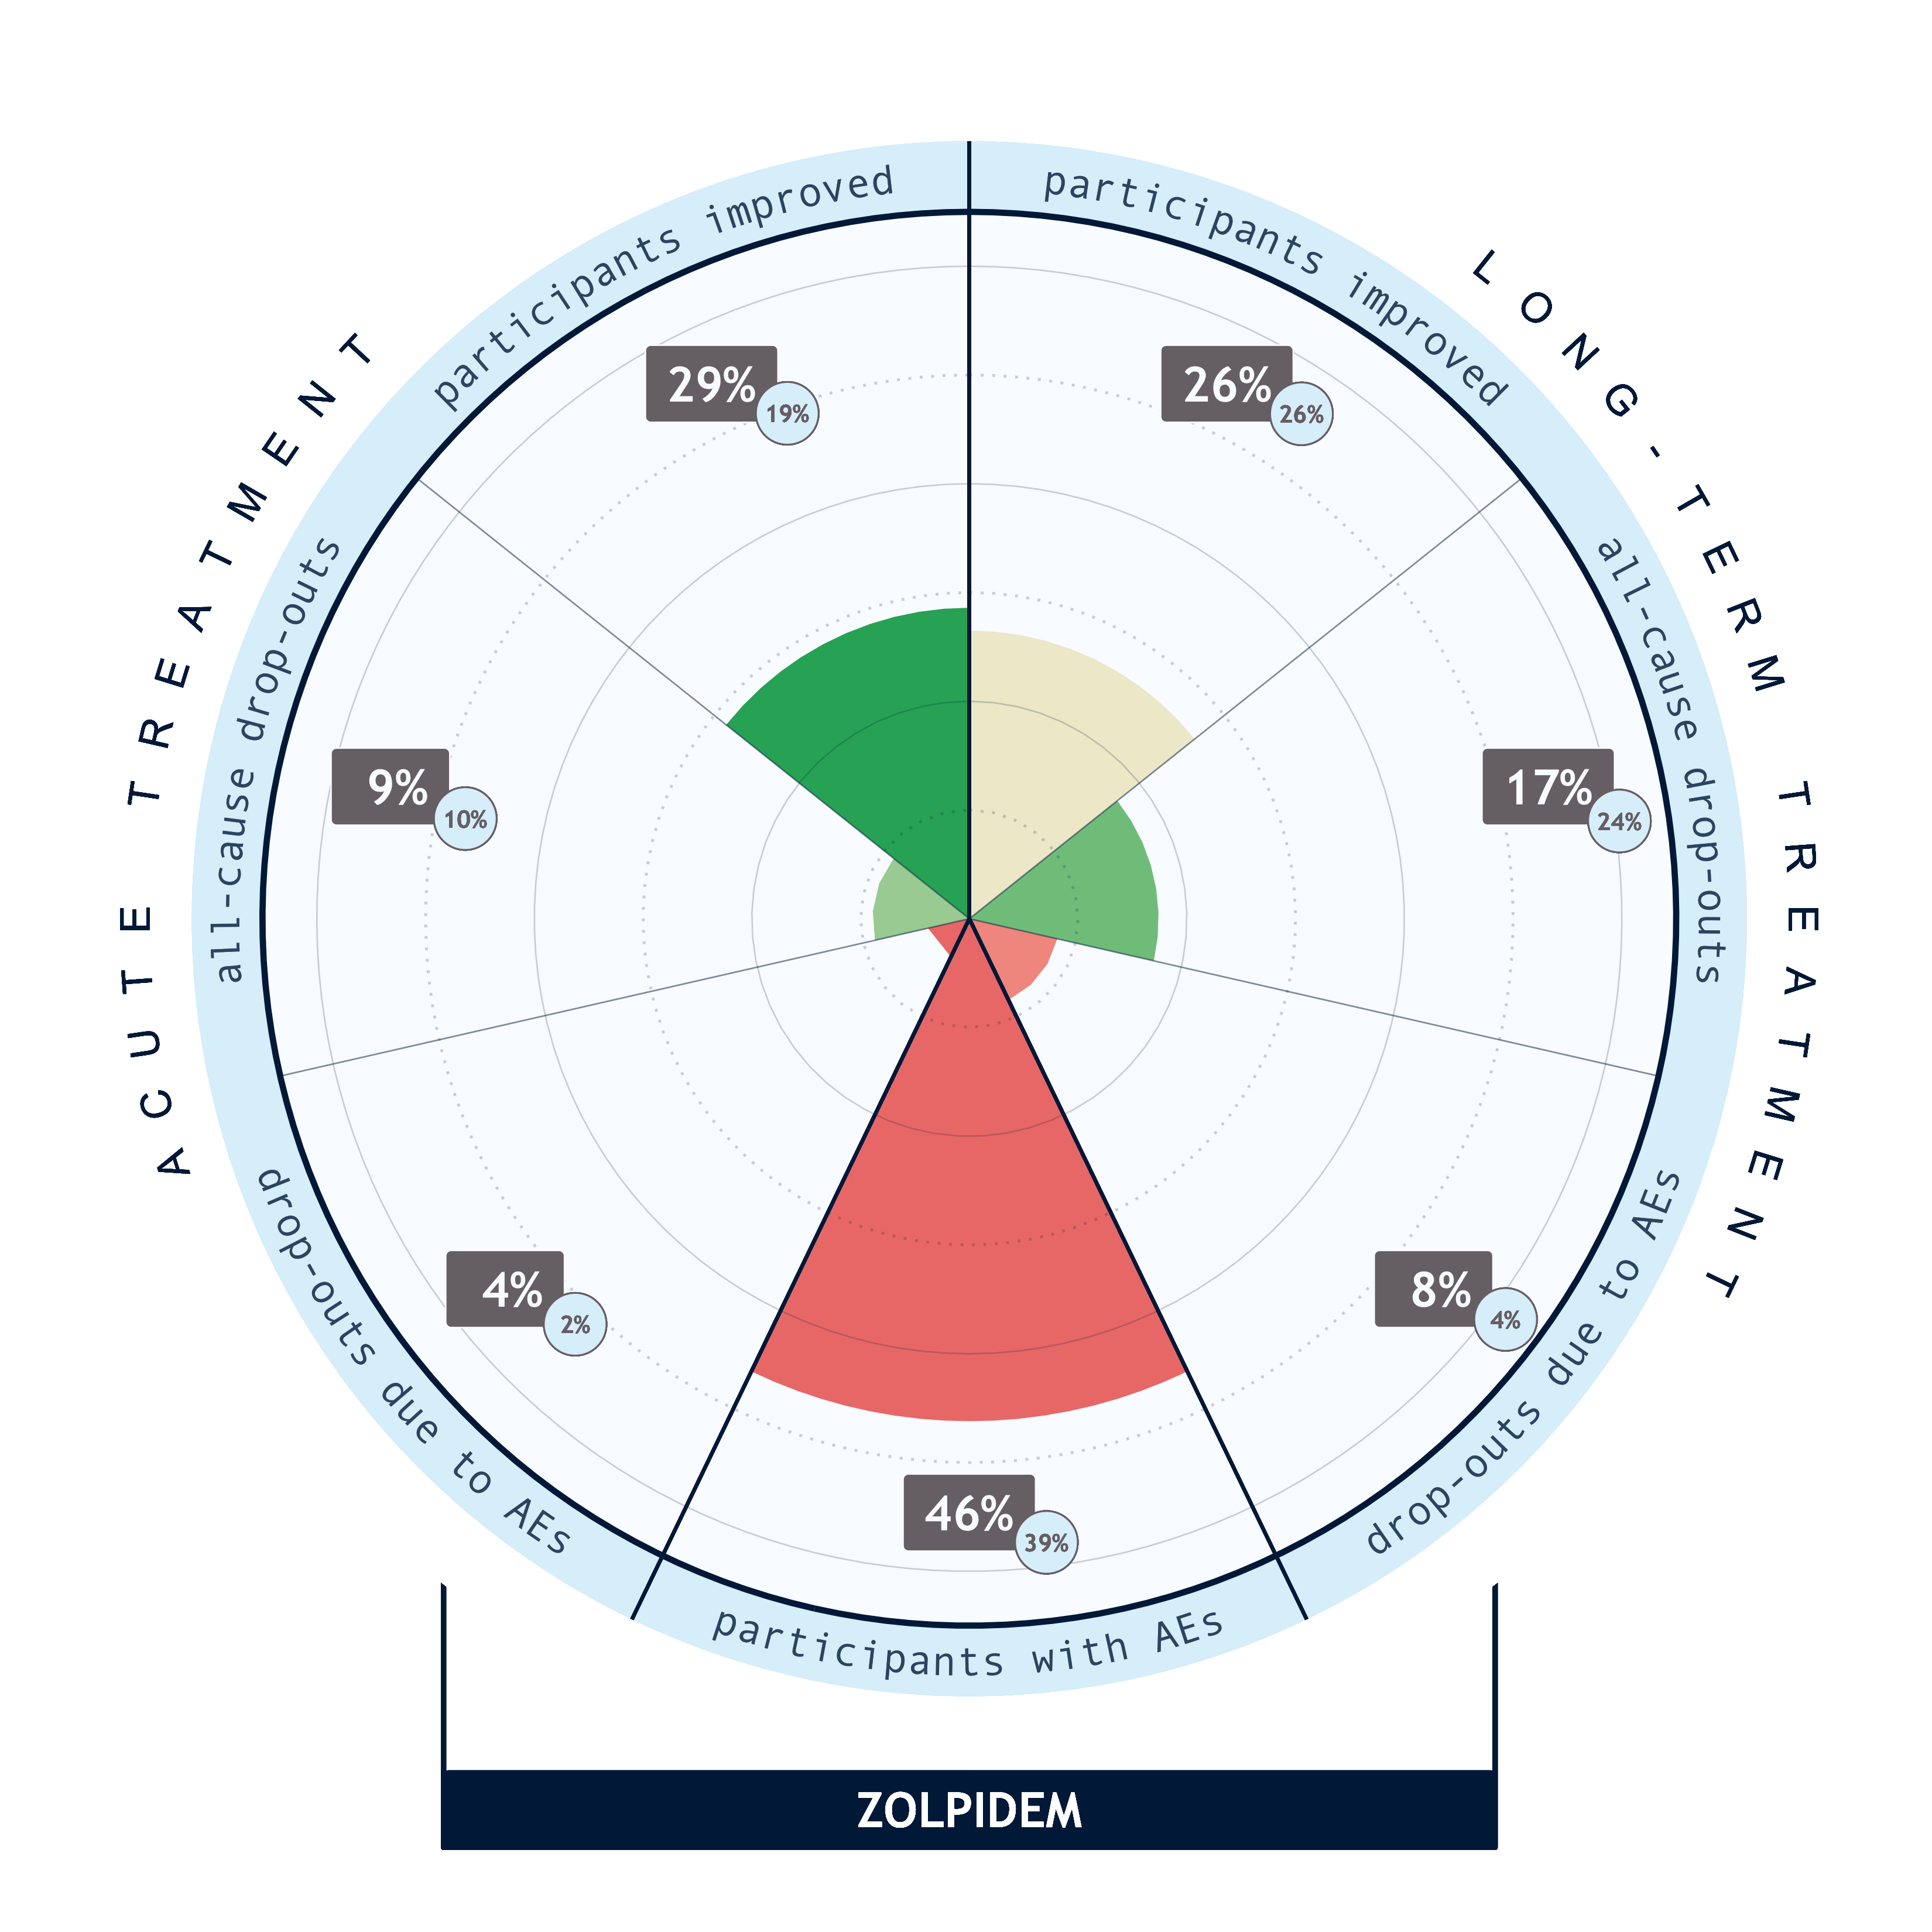 ACUTE TREATMENT
LONG-TERM TREATMENT
participants improved
participants improved
29%
19%
26%
26%
all-cause drop-outs
all-cause drop-outs
9%
10%
17%
24%
drop-outs due to AEs
drop-outs due to AEs
4%
2%
8%
4%
46%
39%
participants with AEs
ZOLPIDEM